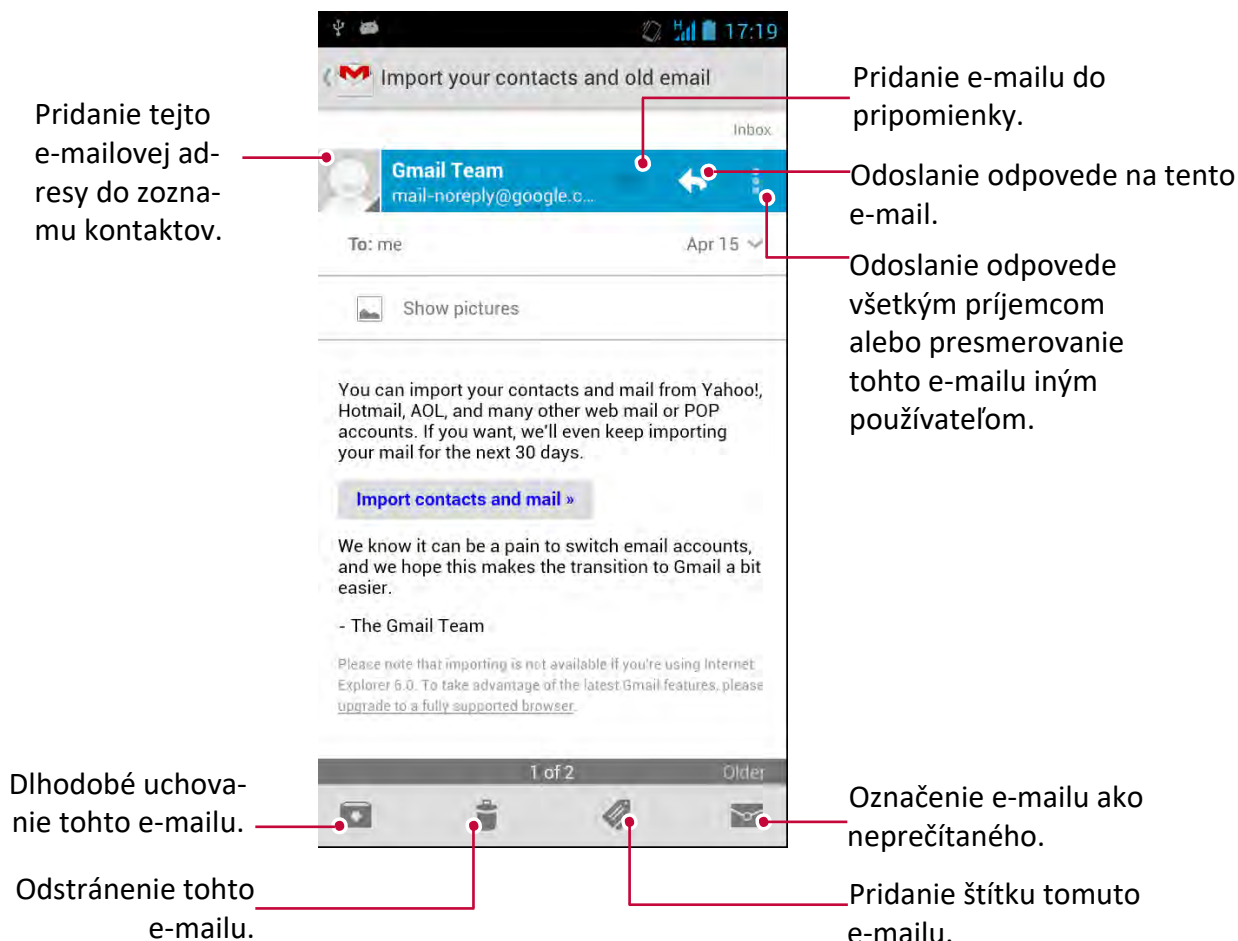 17:19
Import your contacts and old email
Pridanie tejto
e-mailovej ad-
resy do zozna-
mu kontaktov.
Pridanie e-mailu do
pripomienky.
Inbox
Gmail Team
mail-noreply@google.c...
Odoslanie odpovede na tento
e-mail.
To: me
Apr 15
Odoslanie odpovede
všetkým príjemcom
alebo presmerovanie
tohto e-mailu iným
používateľom.
Show pictures
You can import your contacts and mail from Yahoo!,
Hotmail, AOL, and many other web mail or POP
accounts. If you want, we'll even keep importing
your mail for the next 30 days.
Import contacts and mail »
We know it can be a pain to switch email accounts,
and we hope this makes the transition to Gmail a bit
easier.
- The Gmail Team
Please note that importing is not available if you're using Internet
Explorer 6.0. To take advantage of the latest Gmail features, please
upgrade to a fully supported browser.
1 of 2
Older
Dlhodobé uchova-
nie tohto e-mailu.
Označenie e-mailu ako
neprečítaného.
Odstránenie tohto
e-mailu.
Pridanie štítku tomuto
e-mailu.